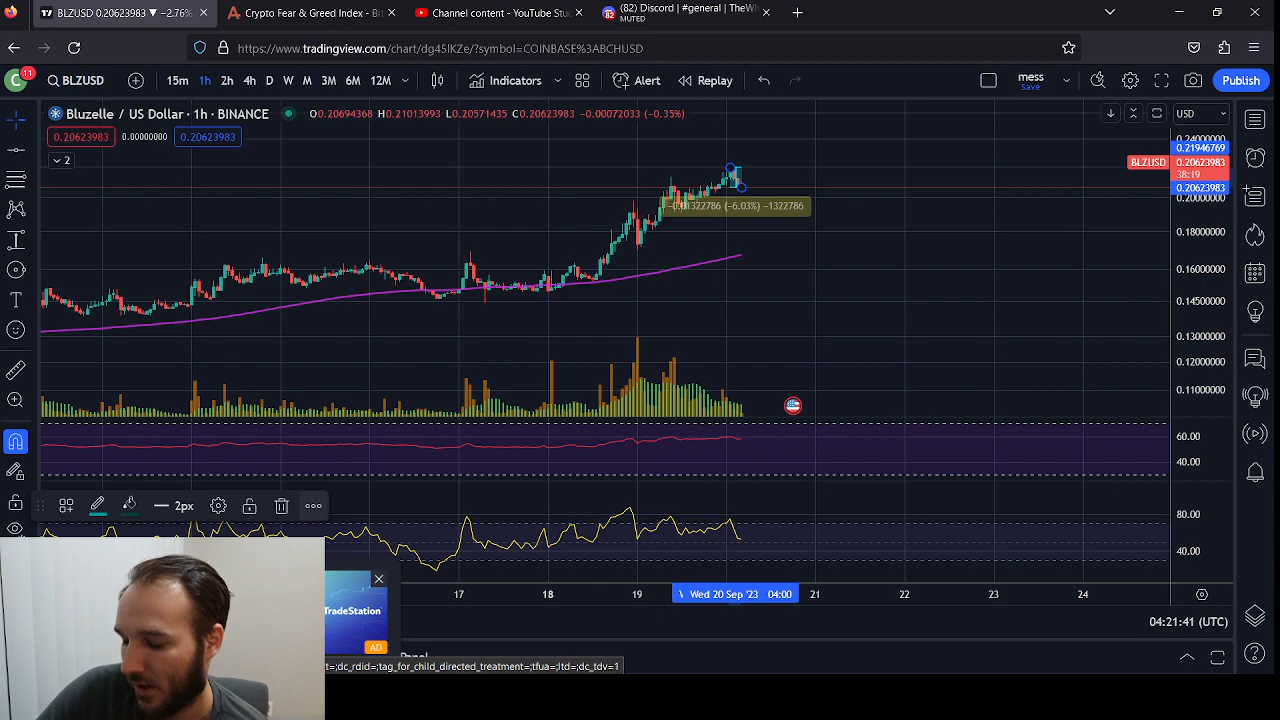 BLZUSD 0.20623983 ▼ −2.76%
Crypto Fear & Greed Index - Bit
Channel content - YouTube Stu
(82) Discord | #general | TheWh
MUTED
https://www.tradingview.com/chart/dg45lKZe/?symbol=COINBASE%3ABCHUSD
C 11 BLZUSD 15m 1h 2h 4h D W M 3M 6M 12M Indicators Alert Replay mess Save Publish
Bluzelle / US Dollar · 1h · BINANCE O0.20694368 H0.21013993 L0.20571435 C0.20623983 −0.00072033 (−0.35%) USD
0.20623983 0.00000000 0.20623983
2
0.24000000
0.21946769
BLZUSD 0.20623983
38:19
0.20623983
0.20000000
(−6.03%) −1322786
0.18000000
0.16000000
0.14500000
0.13000000
0.12000000
0.11000000
60.00
40.00
2px
80.00
40.00
17 18 19 Wed 20 Sep '23 04:00 21 22 23 24
TradeStation
AD
04:21:41 (UTC)
t=;dc_rdid=;tag_for_child_directed_treatment=;tfua=;ltd=;dc_tdv=1